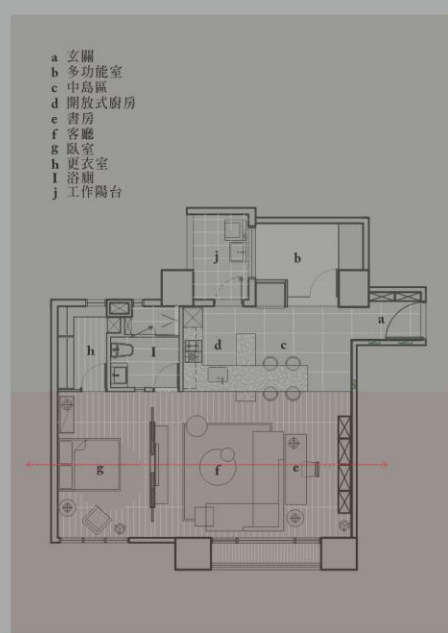 a 玄關
b 多功能室
c 中島區
d 開放式廚房
e 書房
f 客廳
g 臥室
h 更衣室
I 浴廁
j 工作陽台
j
b
a
h
I
d
c
g
f
e